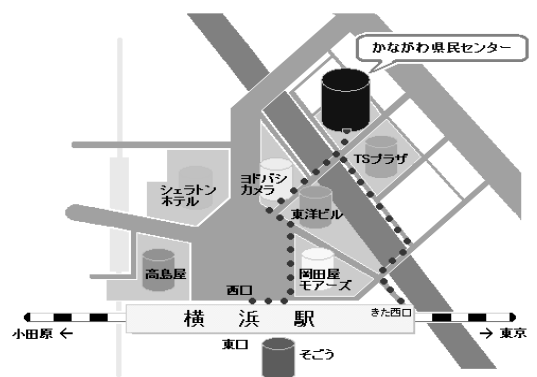 かながわ県民センター
TSプラザ
ヨドバシ
カメラ
シェラトン
ホテル
東洋ビル
高島屋
岡田屋
モアーズ
西口
きた西口
横浜駅
小田原 ←
→ 東京
東口
そごう